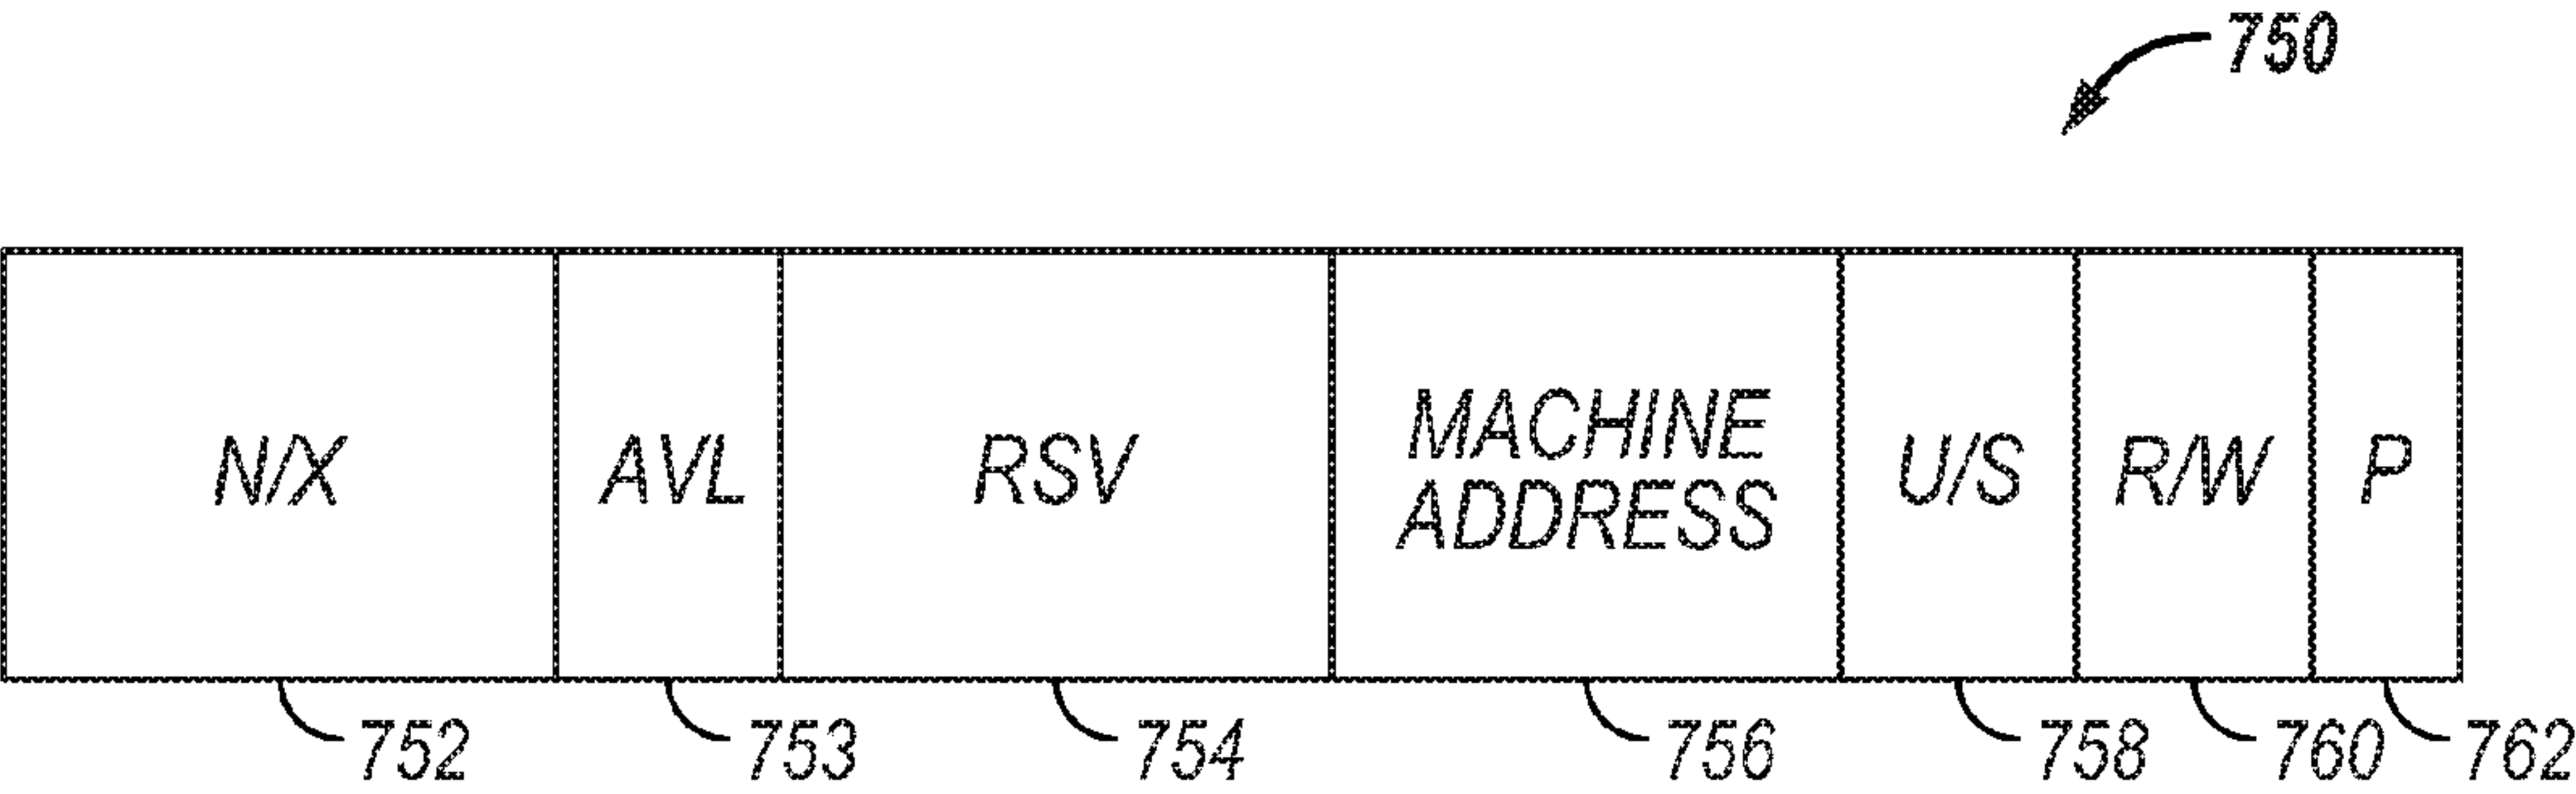 750
N/X
AVL
RSV
MACHINE
ADDRESS
U/S
R/W
P
752
753
754
756
758
760
762